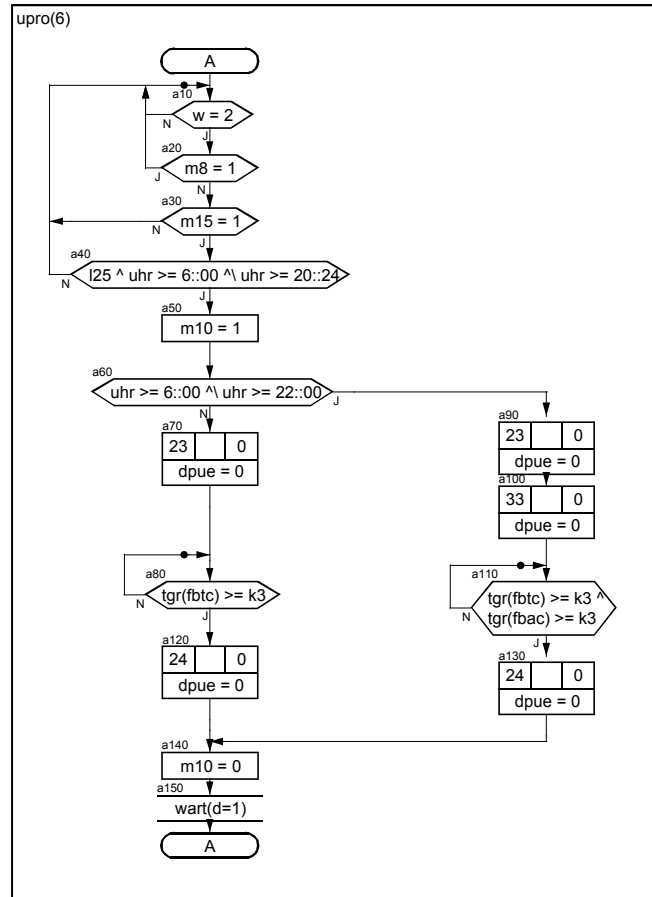 upro(6)
A
a10
w = 2
N
J
a20
m8 = 1
J
N
a30
m15 = 1
N
J
a40
l25 ^ uhr >= 6::00 ^\ uhr >= 20::24
N
J
a50
m10 = 1
a60
uhr >= 6::00 ^\ uhr >= 22::00
N
J
a70
23 0
dpue = 0
a90
23 0
dpue = 0
a100
33 0
dpue = 0
a80
tgr(fbtc) >= k3
N
J
a110
tgr(fbtc) >= k3 ^
tgr(fbac) >= k3
N
J
a120
24 0
dpue = 0
a130
24 0
dpue = 0
a140
m10 = 0
a150
wart(d=1)
A